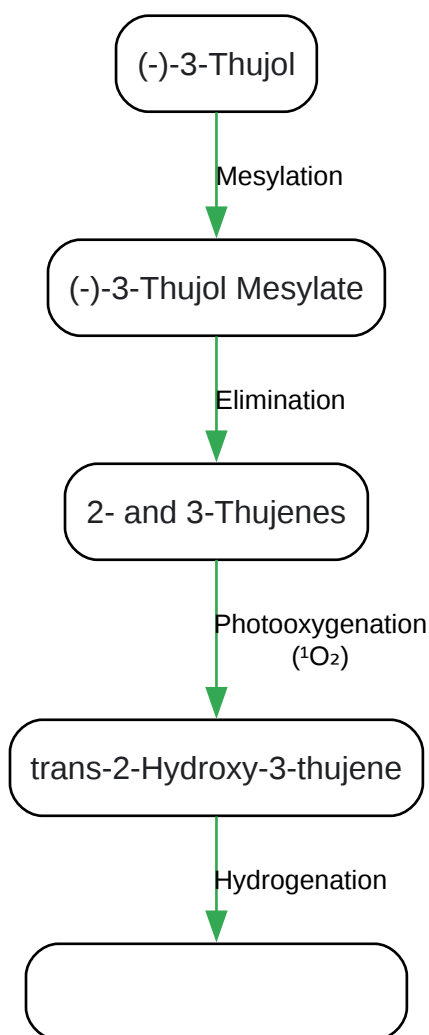 (-)-3-Thujol
Mesylation
(-)-3-Thujol Mesylate
Elimination
2- and 3-Thujenes
Photooxygenation
(¹O₂)
trans-2-Hydroxy-3-thujene
Hydrogenation